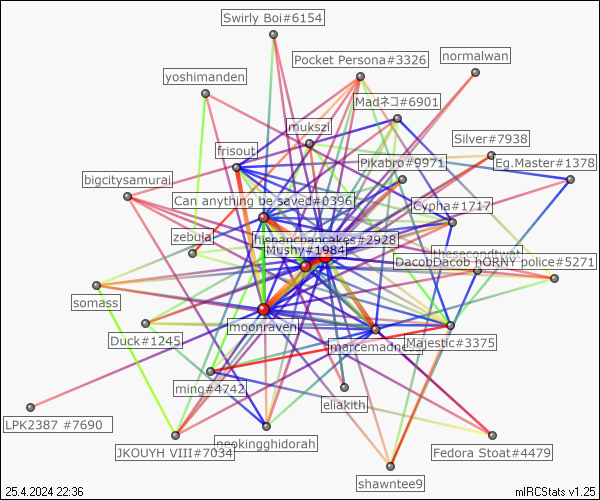 Swirly Boi#6154
Pocket Persona#3326
normalwan
yoshimanden
Madネコ#6901
mukszi
Silver#7938
frisout
Pikabro#9971
Eg.Master#1378
bigcitysamurai
Can anything be saved#0396
Cypha#1717
zebula
hispanchancakes#2928
Mushy#1984
DacobDacob
HORNY police#5271
somass
moonraven
Duck#1245
Majestic#3375
ming#4742
eliakith
LPK2387 #7690
neokingghidorah
JKOUYH VIII#7034
Fedora Stoat#4479
shawntee9
25.4.2024 22:36
mIRCStats v1.25